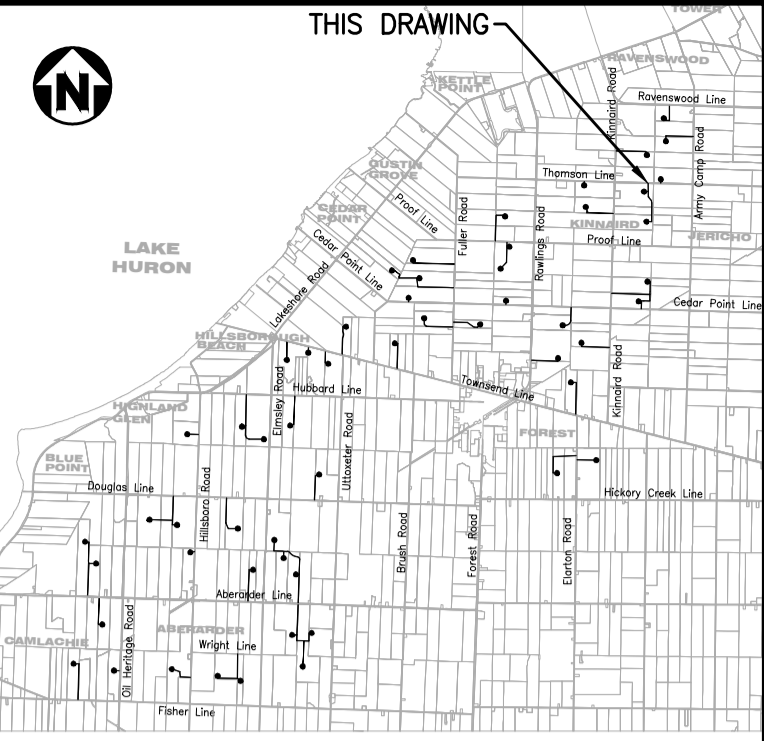 THIS DRAWING
N
TOWER
RAVENSWOOD
KETTLE
POINT
Kinnaird Road
Ravenswood Line
Army Camp Road
GUSTIN
GROVE
Thomson Line
CEDAR
POINT
Proof Line
Fuller Road
Rawlings Road
KINNAIRD
JERICHO
Proof Line
LAKE
HURON
Cedar Point Line
Lakeshore Road
Cedar Point Line
HILLSBOROUGH
BEACH
Kinnaird Road
Townsend Line
Elmsley Road
Hubbard Line
HIGHLAND
GLEN
Uttoxeter Road
FOREST
BLUE
POINT
Douglas Line
Hickory Creek Line
Hillsboro Road
Brush Road
Forest Road
Elarton Road
Aberarder Line
Oil Heritage Road
ABERARDER
CAMLACHIE
Wright Line
Fisher Line